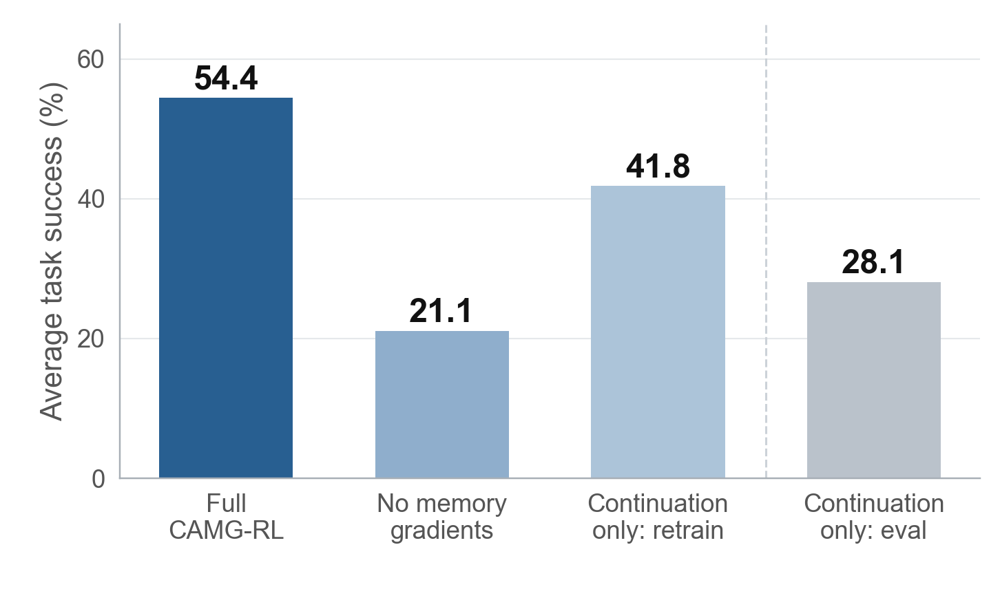 Average task success (%)
60
40
20
0
54.4
21.1
41.8
28.1
Full
CAMG-RL
No memory
gradients
Continuation
only: retrain
Continuation
only: eval